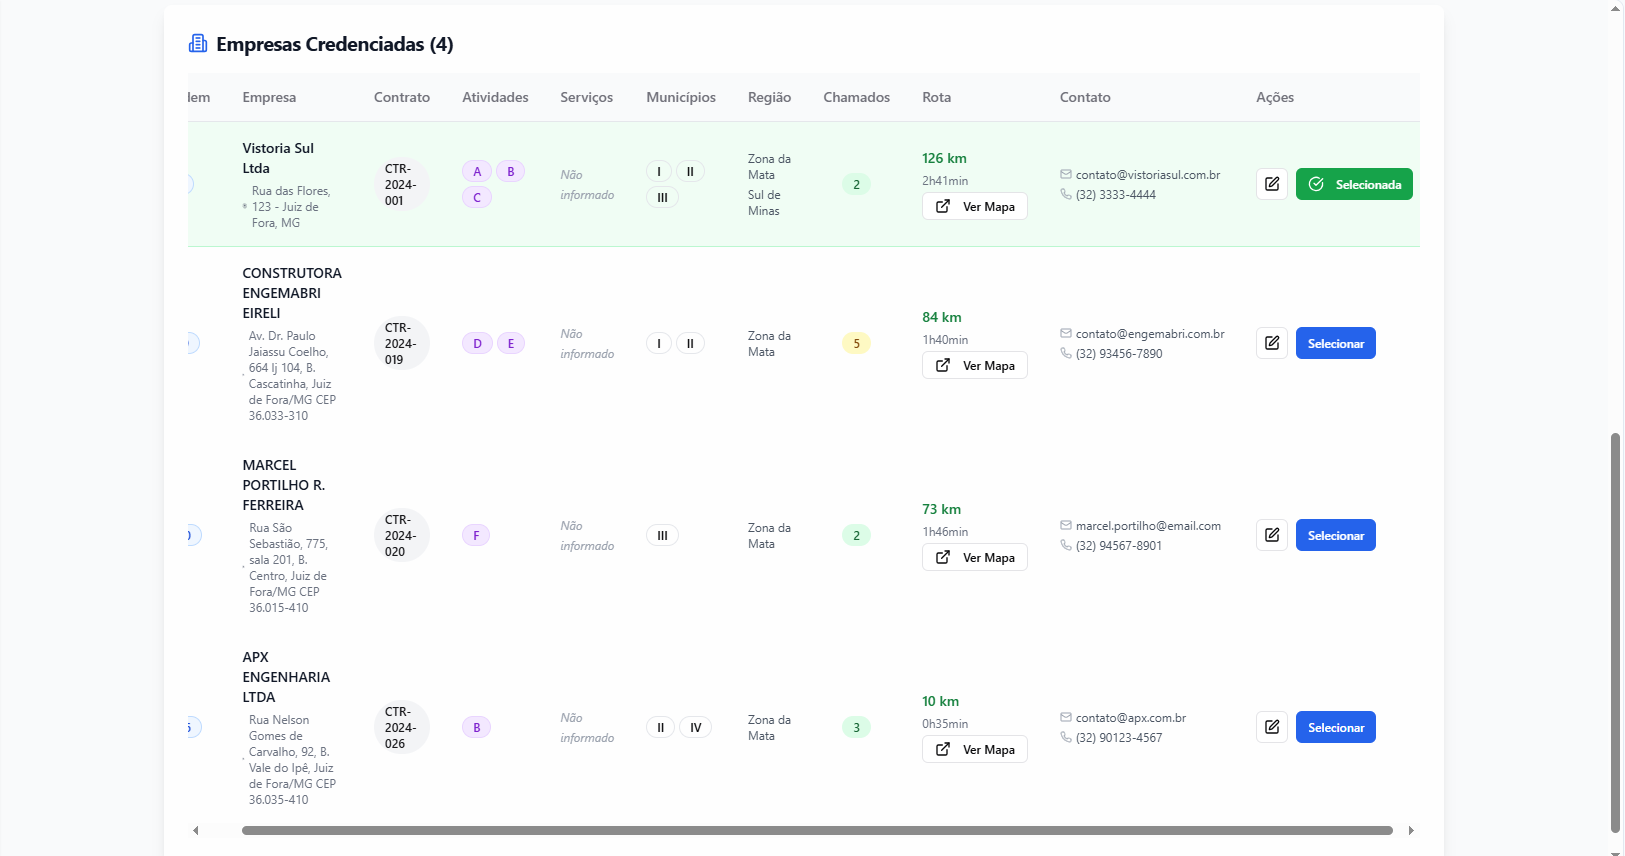 Empresas Credenciadas (4)
dem Empresa Contrato Atividades Serviços Municípios Região Chamados Rota Contato Ações
Vistoria Sul
Ltda
Rua das Flores,
123 - Juiz de
Fora, MG
CTR-
2024-
001
A B
C
Não
informado
I II
III
Zona da
Mata
Sul de
Minas
2
126 km
2h41min
Ver Mapa
contato@vistoriasul.com.br
(32) 3333-4444
Selecionada
CONSTRUTORA
ENGEMABRI
EIRELI
Av. Dr. Paulo
Jaiassu Coelho,
664 lj 104, B.
Cascatinha, Juiz
de Fora/MG CEP
36.033-310
CTR-
2024-
019
D E
Não
informado
I II
Zona da
Mata
5
84 km
1h40min
Ver Mapa
contato@engemabri.com.br
(32) 93456-7890
Selecionar
MARCEL
PORTILHO R.
FERREIRA
Rua São
Sebastião, 775,
sala 201, B.
Centro, Juiz de
Fora/MG CEP
36.015-410
CTR-
2024-
020
F
Não
informado
III
Zona da
Mata
2
73 km
1h46min
Ver Mapa
marcel.portilho@email.com
(32) 94567-8901
Selecionar
APX
ENGENHARIA
LTDA
Rua Nelson
Gomes de
Carvalho, 92, B.
Vale do Ipê, Juiz
de Fora/MG CEP
36.035-410
CTR-
2024-
026
B
Não
informado
II IV
Zona da
Mata
3
10 km
0h35min
Ver Mapa
contato@apx.com.br
(32) 90123-4567
Selecionar